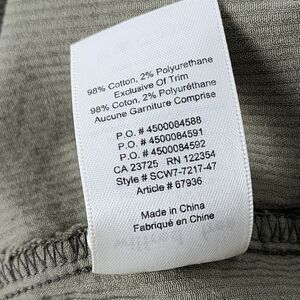 98% Cotton, 2% Polyurethane
Exclusive Of Trim
98% Coton, 2% Polyuréthane
Aucune Garniture Comprise
P.O. # 4500084588
P.O. # 4500084591
P.O. # 4500084592
CA 23725 RN 122354
Style # SCW7-7217-47
Article # 67936
Made in China
Fabriqué en Chine